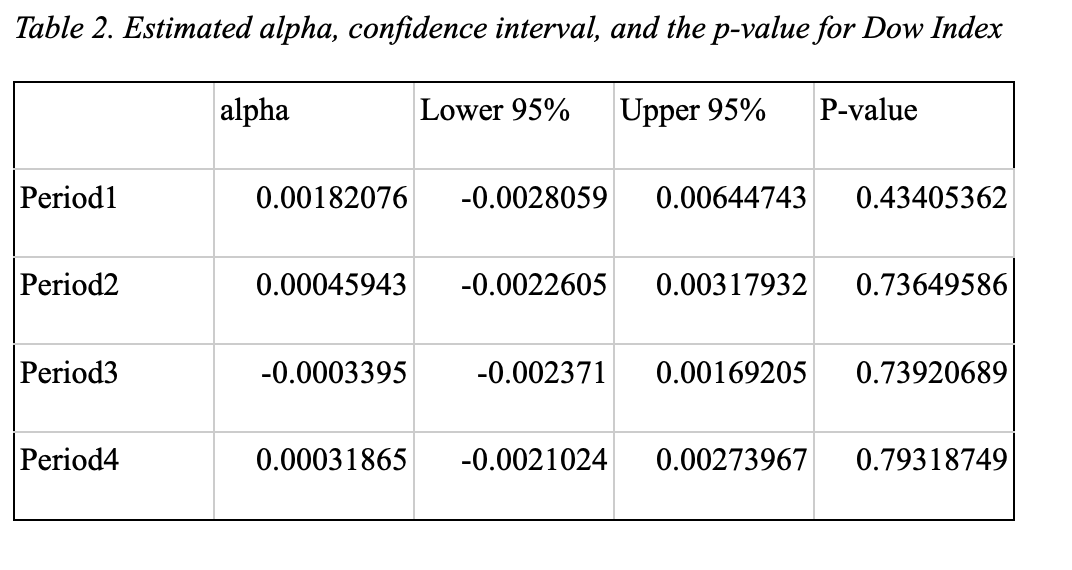 Table 2. Estimated alpha, confidence interval, and the p-value for Dow Index
alpha Lower 95% Upper 95% P-value
Period1 0.00182076 -0.0028059 0.00644743 0.43405362
Period2 0.00045943 -0.0022605 0.00317932 0.73649586
Period3 -0.0003395 -0.002371 0.00169205 0.73920689
Period4 0.00031865 -0.0021024 0.00273967 0.79318749